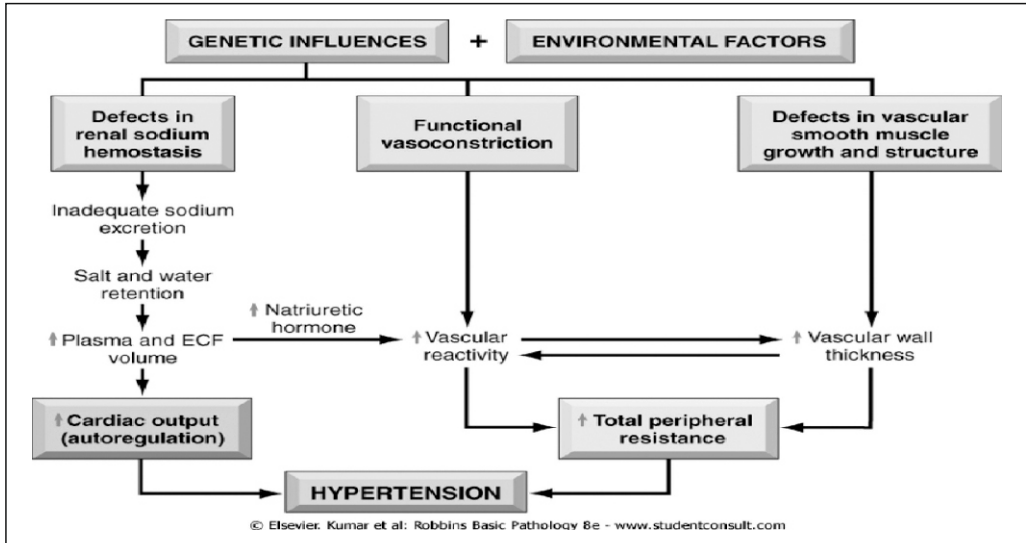 GENETIC INFLUENCES + ENVIRONMENTAL FACTORS
Defects in
renal sodium
hemostasis
Functional
vasoconstriction
Defects in vascular
smooth muscle
growth and structure
Inadequate sodium
excretion
Salt and water
retention
↑ Natriuretic
hormone
↑ Plasma and ECF
volume
↑ Vascular
reactivity
↑ Vascular wall
thickness
↑ Cardiac output
(autoregulation)
↑ Total peripheral
resistance
HYPERTENSION
© Elsevier. Kumar et al: Robbins Basic Pathology 8e - www.studentconsult.com